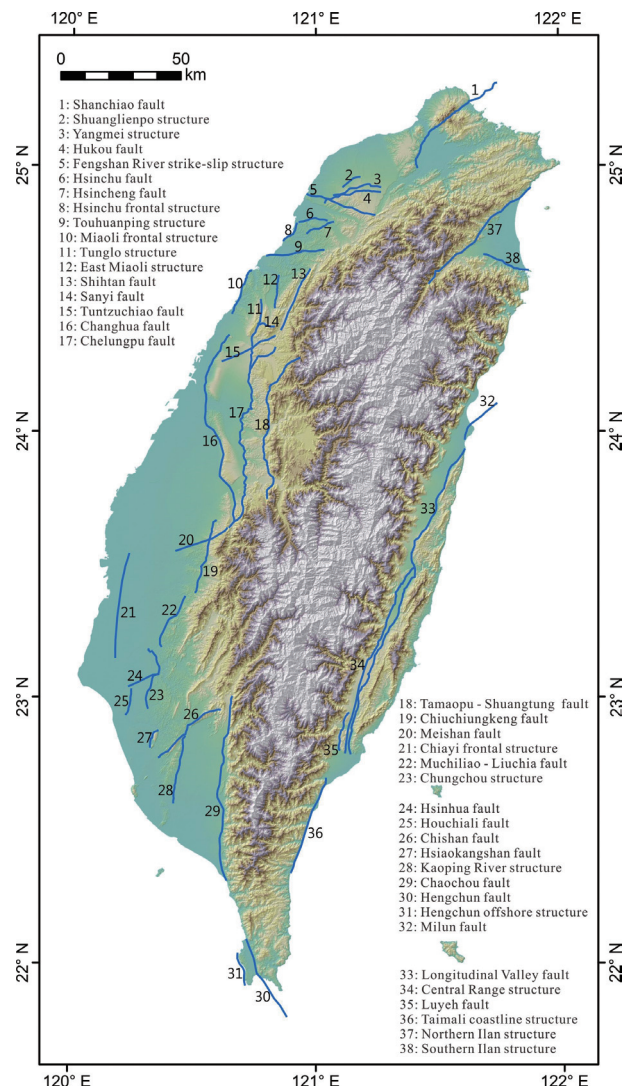 120° E 121° E 122° E
0 50
km
1: Shanchiao fault
2: Shuanglienpo structure
3: Yangmei structure
4: Hukou fault
5: Fengshan River strike-slip structure
6: Hsinchu fault
7: Hsincheng fault
8: Hsinchu frontal structure
9: Touhuanping structure
10: Miaoli frontal structure
11: Tunglo structure
12: East Miaoli structure
13: Shihtan fault
14: Sanyi fault
15: Tuntzuchiao fault
16: Changhua fault
17: Chelungpu fault
25° N
24° N
23° N
22° N
1
2
3
4
5
6
7
8
9
10
11
12
13
14
15
16
17
18
19
20
21
22
23
24
25
26
27
28
29
30
31
32
33
34
35
36
37
38
25° N
24° N
23° N
22° N
18: Tamaopu - Shuangtung fault
19: Chiuchiungkeng fault
20: Meishan fault
21: Chiayi frontal structure
22: Muchiliao - Liuchia fault
23: Chungchou structure
24: Hsinhua fault
25: Houchiali fault
26: Chishan fault
27: Hsiaokangshan fault
28: Kaoping River structure
29: Chaochou fault
30: Hengchun fault
31: Hengchun offshore structure
32: Milun fault
33: Longitudinal Valley fault
34: Central Range structure
35: Luyeh fault
36: Taimali coastline structure
37: Northern Ilan structure
38: Southern Ilan structure
120° E 121° E 122° E